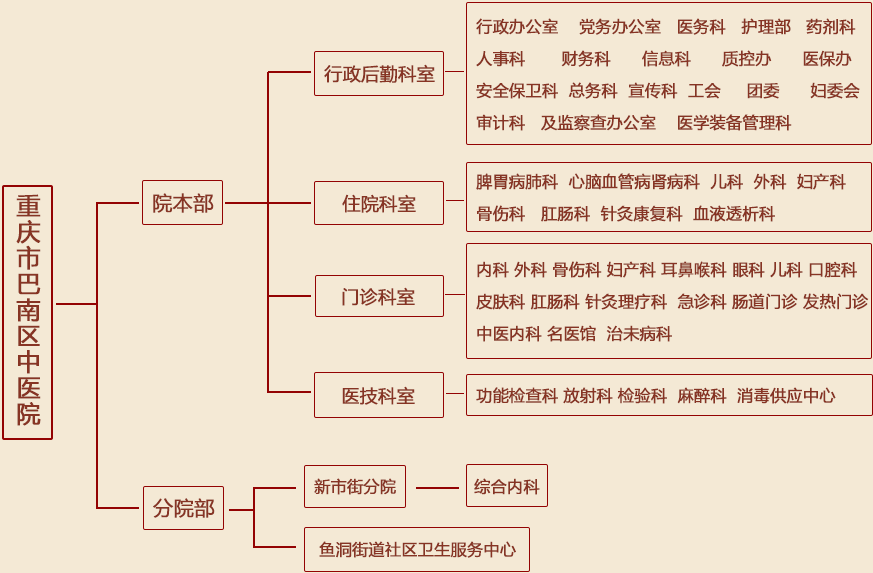 重庆市巴南区中医院
院本部
行政后勤科室
行政办公室 党务办公室 医务科 护理部 药剂科
人事科 财务科 信息科 质控办 医保办
安全保卫科 总务科 宣传科 工会 团委 妇委会
审计科 及监察查办公室 医学装备管理科
住院科室
脾胃病肺科 心脑血管病肾病科 儿科 外科 妇产科
骨伤科 肛肠科 针灸康复科 血液透析科
门诊科室
内科 外科 骨伤科 妇产科 耳鼻喉科 眼科 儿科 口腔科
皮肤科 肛肠科 针灸理疗科 急诊科 肠道门诊 发热门诊
中医内科 名医馆 治未病科
医技科室
功能检查科 放射科 检验科 麻醉科 消毒供应中心
分院部
新市街分院
综合内科
鱼洞街道社区卫生服务中心